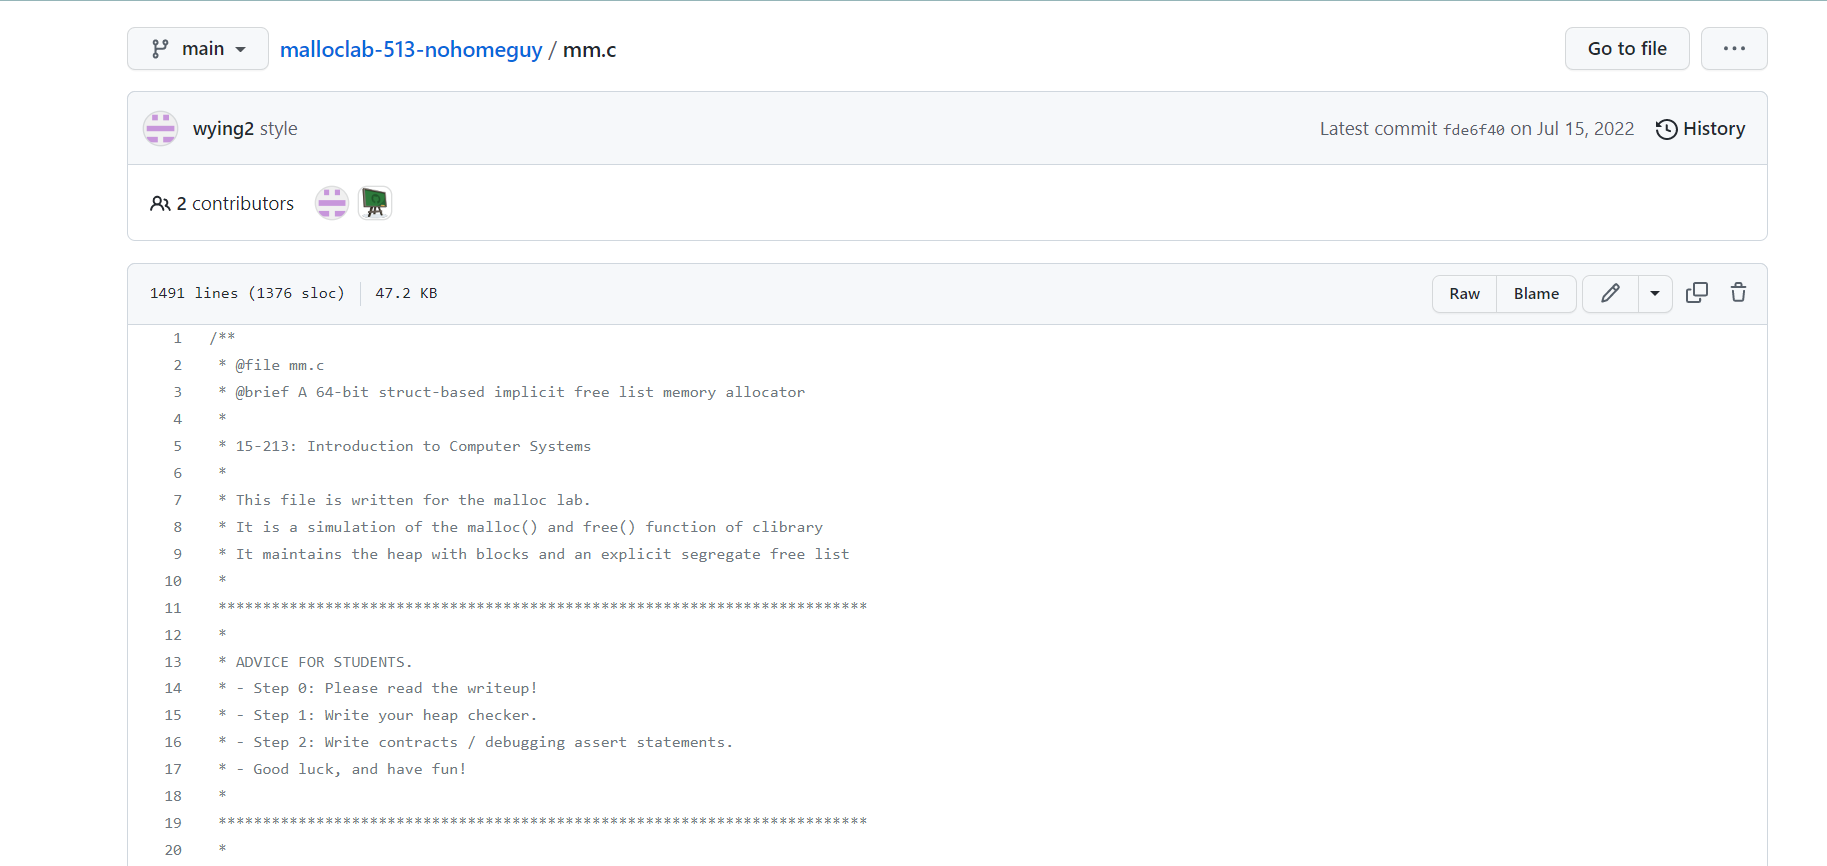 main malloclab-513-nohomeguy / mm.c Go to file ...
wying2 style Latest commit fde6f40 on Jul 15, 2022 History
2 contributors
1491 lines (1376 sloc) 47.2 KB Raw Blame
1 /**
2 * @file mm.c
3 * @brief A 64-bit struct-based implicit free list memory allocator
4 *
5 * 15-213: Introduction to Computer Systems
6 *
7 * This file is written for the malloc lab.
8 * It is a simulation of the malloc() and free() function of clibrary
9 * It maintains the heap with blocks and an explicit segregate free list
10 *
11 *************************************************************************
12 *
13 * ADVICE FOR STUDENTS.
14 * - Step 0: Please read the writeup!
15 * - Step 1: Write your heap checker.
16 * - Step 2: Write contracts / debugging assert statements.
17 * - Good luck, and have fun!
18 *
19 *************************************************************************
20 *